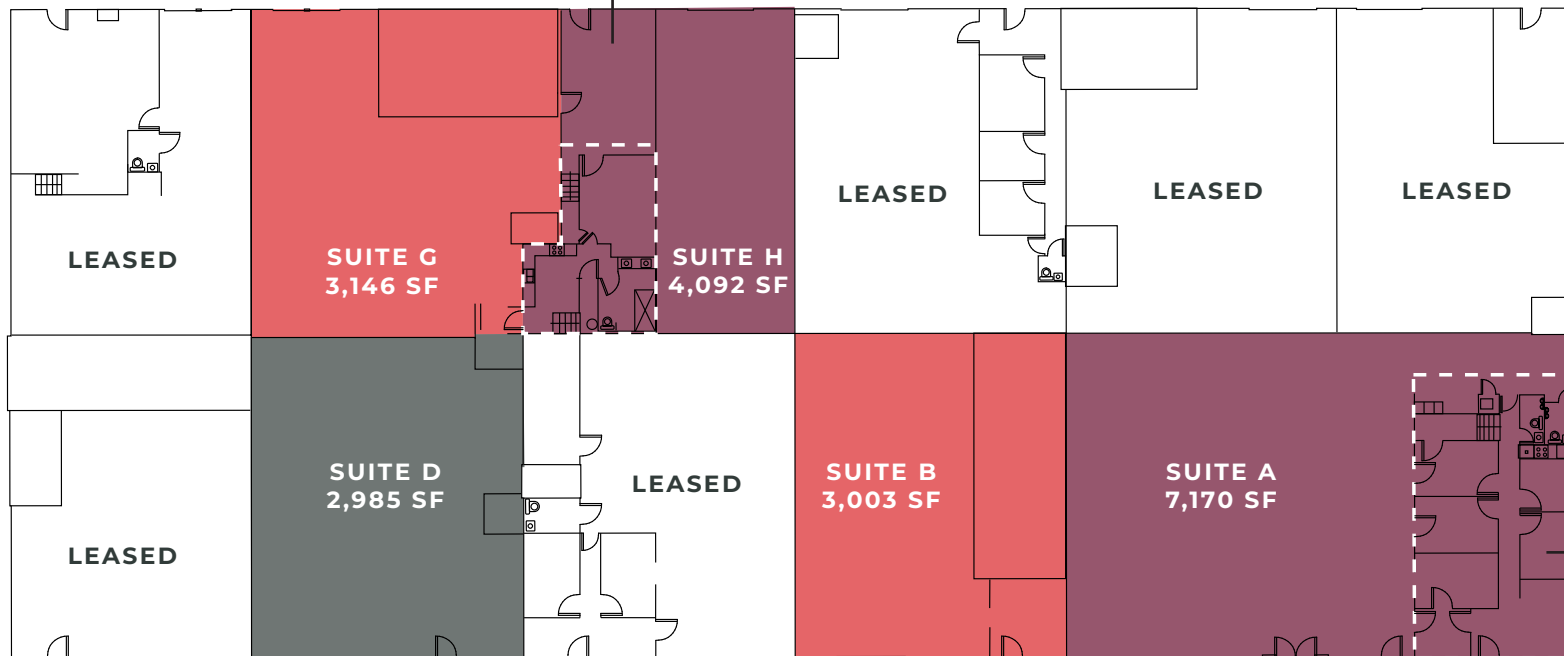 LEASED
SUITE G
3,146 SF
SUITE H
4,092 SF
LEASED
LEASED
LEASED
LEASED
SUITE D
2,985 SF
LEASED
SUITE B
3,003 SF
SUITE A
7,170 SF